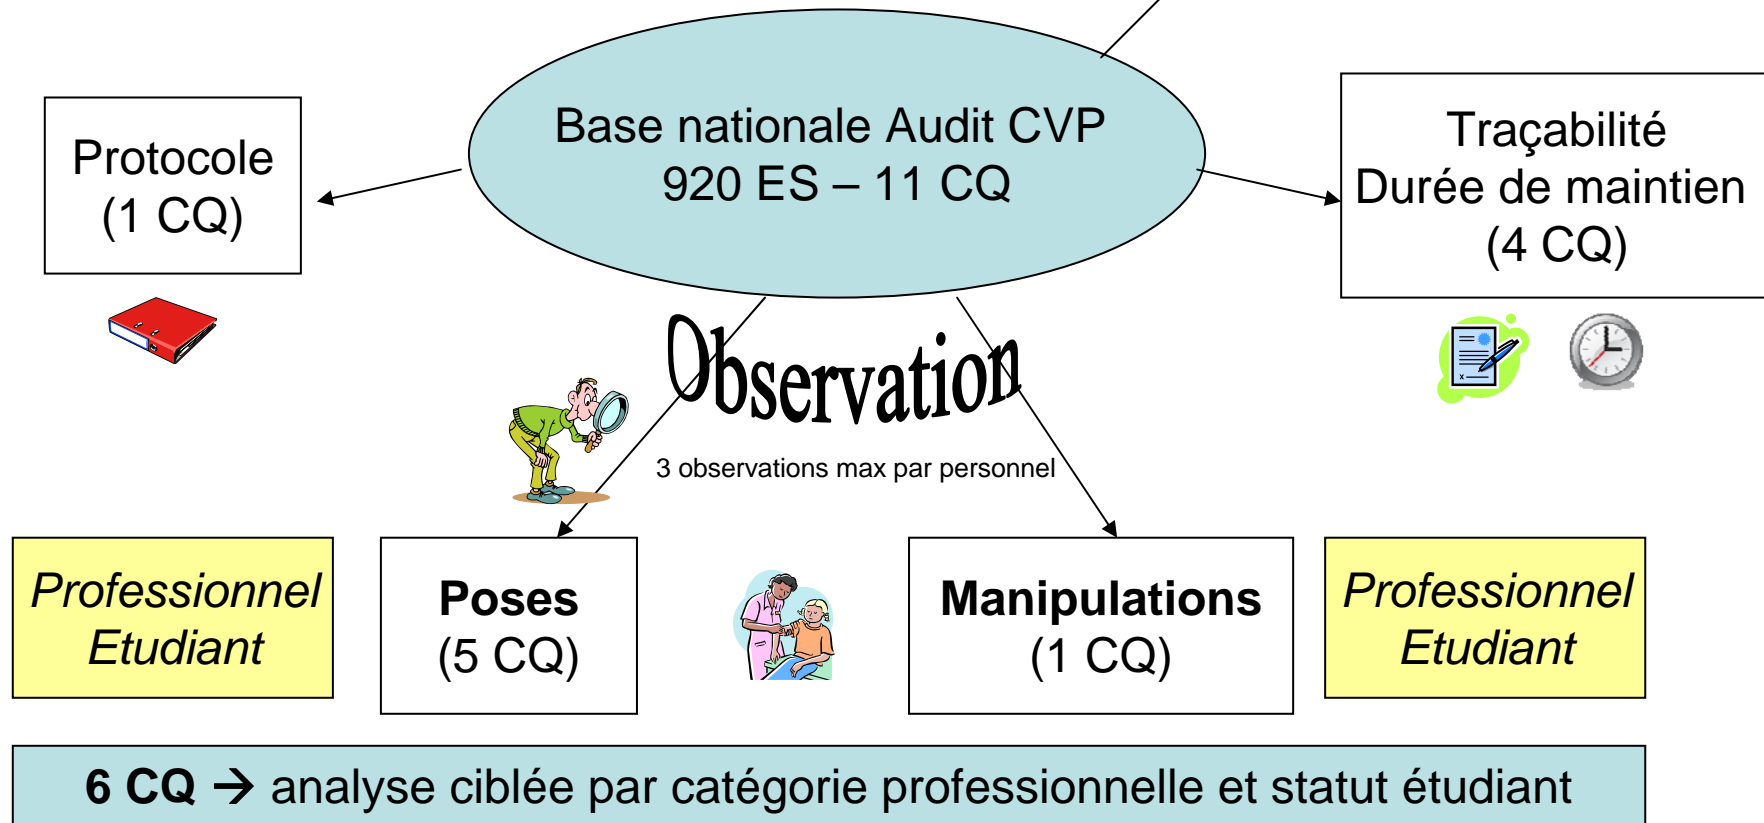 Base nationale Audit CVP
920 ES – 11 CQ
Protocole
(1 CQ)
Traçabilité
Durée de maintien
(4 CQ)
Observation
3 observations max par personnel
Professionnel
Etudiant
Poses
(5 CQ)
Manipulations
(1 CQ)
Professionnel
Etudiant
6 CQ → analyse ciblée par catégorie professionnelle et statut étudiant